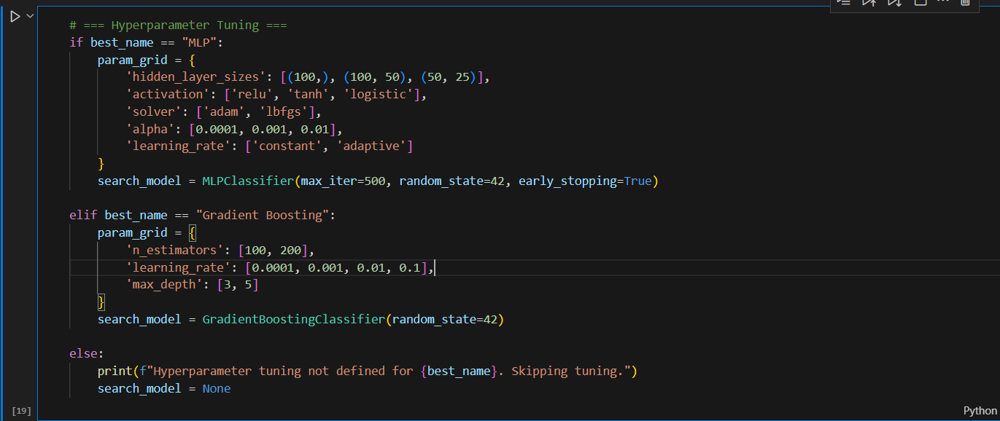 # === Hyperparameter Tuning ===
if best_name == "MLP":
    param_grid = {
        'hidden_layer_sizes': [(100,), (100, 50), (50, 25)],
        'activation': ['relu', 'tanh', 'logistic'],
        'solver': ['adam', 'lbfgs'],
        'alpha': [0.0001, 0.001, 0.01],
        'learning_rate': ['constant', 'adaptive']
    }
    search_model = MLPClassifier(max_iter=500, random_state=42, early_stopping=True)
elif best_name == "Gradient Boosting":
    param_grid = {
        'n_estimators': [100, 200],
        'learning_rate': [0.0001, 0.001, 0.01, 0.1],
        'max_depth': [3, 5]
    }
    search_model = GradientBoostingClassifier(random_state=42)
else:
    print(f"Hyperparameter tuning not defined for {best_name}. Skipping tuning.")
    search_model = None
[19]
Python